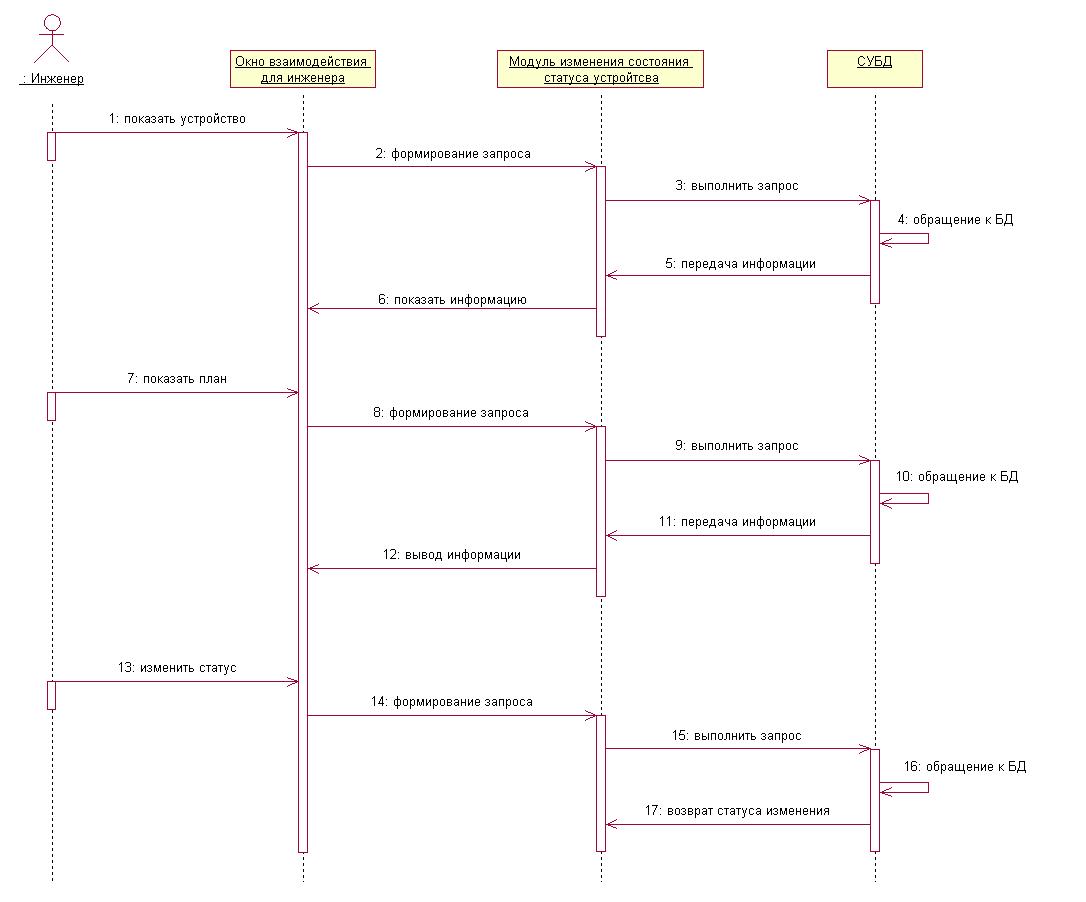 : Инженер
Окно взаимодействия
для инженера
Модуль изменения состояния
статуса устройтсва
СУБД
1: показать устройство
2: формирование запроса
3: выполнить запрос
4: обращение к БД
5: передача информации
6: показать информацию
7: показать план
8: формирование запроса
9: выполнить запрос
10: обращение к БД
11: передача информации
12: вывод информации
13: изменить статус
14: формирование запроса
15: выполнить запрос
16: обращение к БД
17: возврат статуса изменения